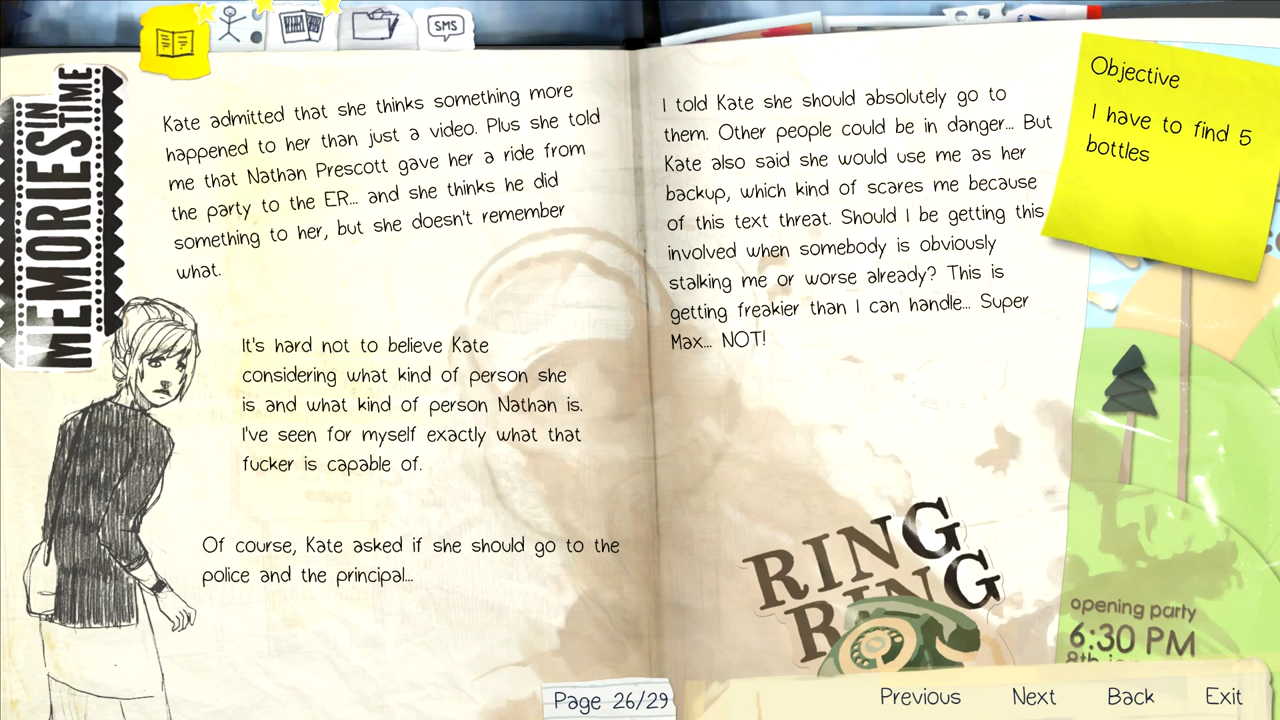 SMS
MEMORIES IN TIME
Kate admitted that she thinks something more
happened to her than just a video. Plus she told
me that Nathan Prescott gave her a ride from
the party to the ER... and she thinks he did
something to her, but she doesn't remember
what.
It's hard not to believe Kate
considering what kind of person she
is and what kind of person Nathan is.
I've seen for myself exactly what that
fucker is capable of.
Of course, Kate asked if she should go to the
police and the principal...
I told Kate she should absolutely go to
them. Other people could be in danger... But
Kate also said she would use me as her
backup, which kind of scares me because
of this text threat. Should I be getting this
involved when somebody is obviously
stalking me or worse already? This is
getting freakier than I can handle... Super
Max... NOT!
RING
RING
Objective
I have to find 5
bottles
opening party
6:30 PM
8th
Page 26/29
Previous
Next
Back
Exit